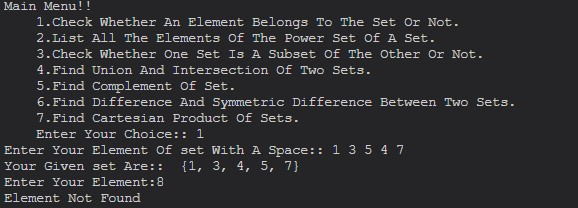 Main Menu!!
1.Check Whether An Element Belongs To The Set Or Not.
2.List All The Elements Of The Power Set Of A Set.
3.Check Whether One Set Is A Subset Of The Other Or Not.
4.Find Union And Intersection Of Two Sets.
5.Find Complement Of Set.
6.Find Difference And Symmetric Difference Between Two Sets.
7.Find Cartesian Product Of Sets.
Enter Your Choice:: 1
Enter Your Element Of set With A Space:: 1 3 5 4 7
Your Given set Are::  {1, 3, 4, 5, 7}
Enter Your Element:8
Element Not Found